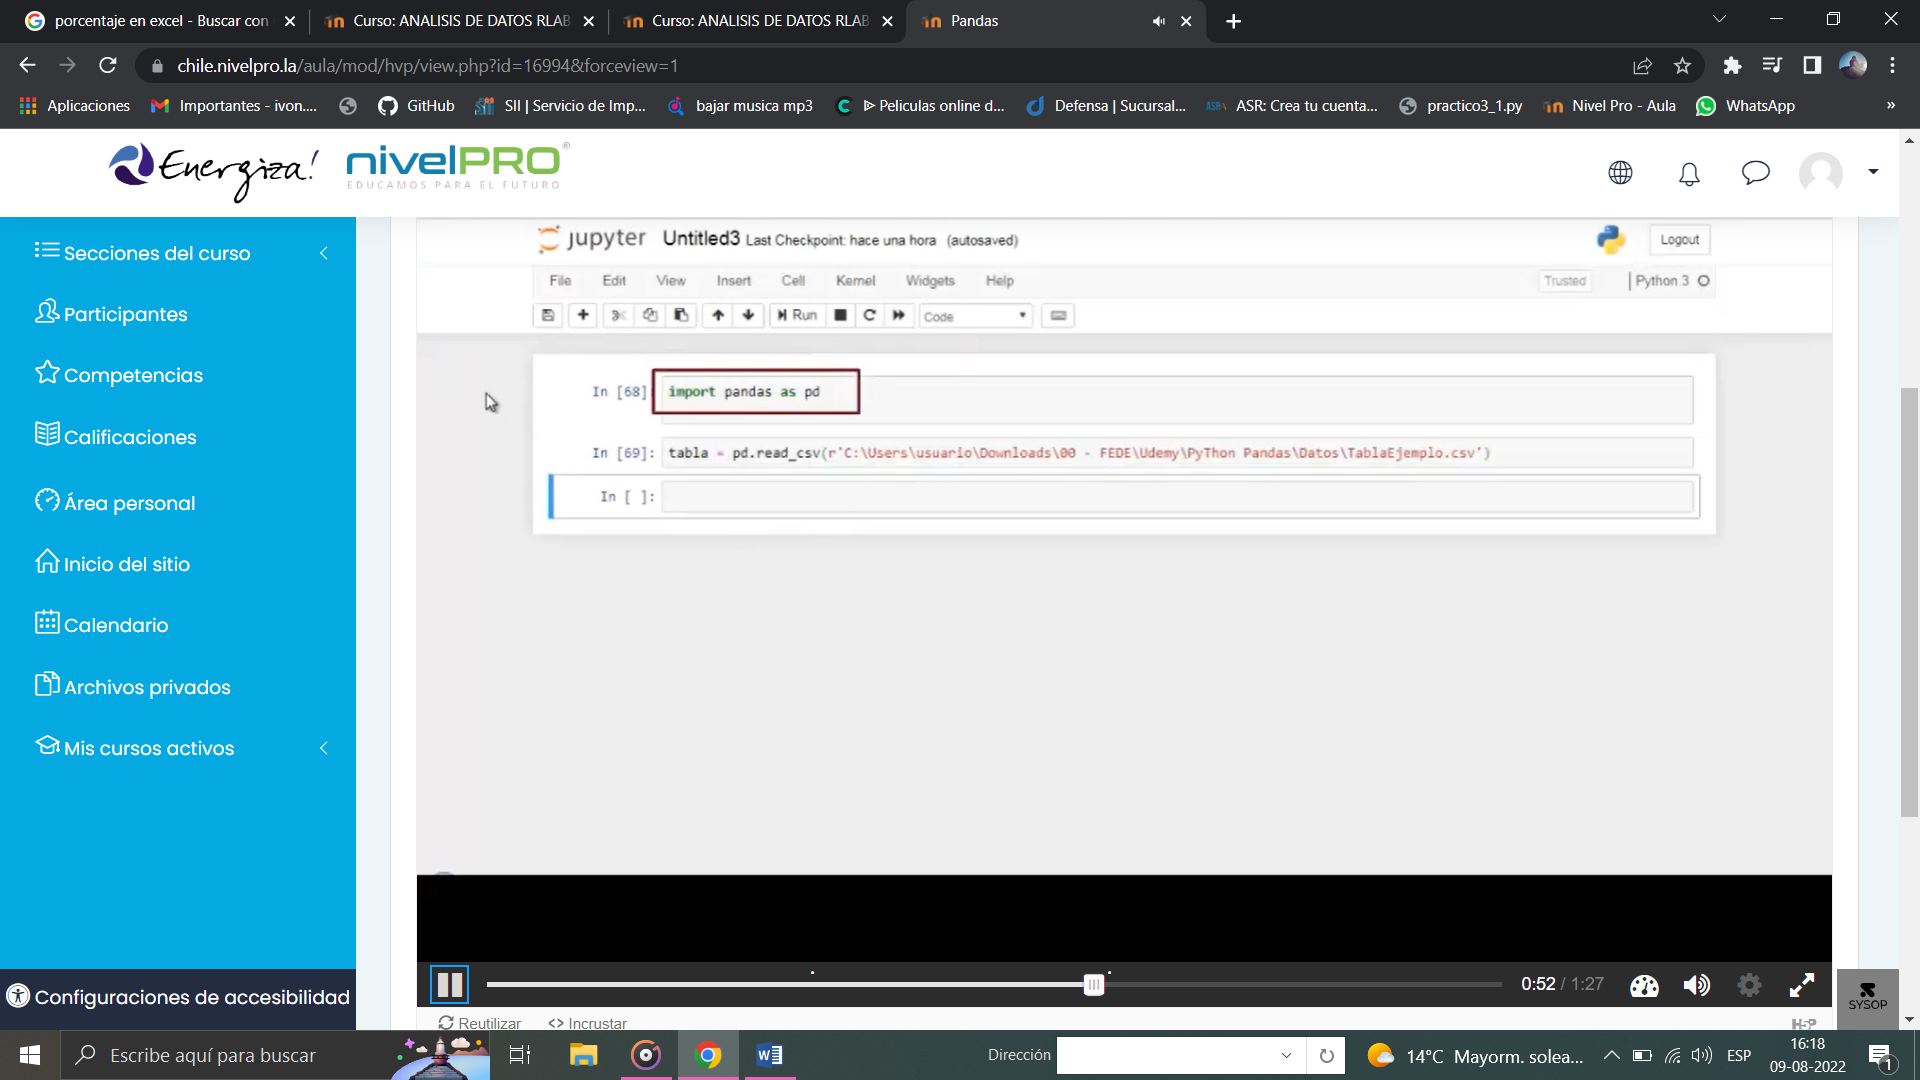 porcentaje en excel - Buscar con
Curso: ANALISIS DE DATOS RLAB
Curso: ANALISIS DE DATOS RLAB
Pandas
chile.nivelpro.la/aula/mod/hvp/view.php?id=16994&forceview=1
Aplicaciones
Importantes - ivon....
GitHub
SII | Servicio de Imp...
bajar musica mp3
ᐈ Peliculas online d...
Defensa | Sucursal...
ASR: Crea tu cuenta...
practico3_1.py
Nivel Pro - Aula
WhatsApp
»
Energiza!
nivelPRO®
EDUCAMOS PARA EL FUTURO
Secciones del curso
Participantes
Competencias
Calificaciones
Área personal
Inicio del sitio
Calendario
Archivos privados
Mis cursos activos
Configuraciones de accesibilidad
jupyter Untitled3 Last Checkpoint: hace una hora (autosaved)
Logout
File Edit View Insert Cell Kernel Widgets Help
Trusted
Python 3
Run
Code
In [68]: import pandas as pd
In [69]: tabla = pd.read_csv(r'C:\Users\usuario\Downloads\00 - FEDE\Udemy\PyThon Pandas\Datos\TablaEjemplo.csv')
In [ ]:
0:52 / 1:27
SYSOP
Reutilizar
<> Incrustar
H5P
Escribe aquí para buscar
Dirección
14°C Mayorm. solea...
ESP
16:18
09-08-2022
1